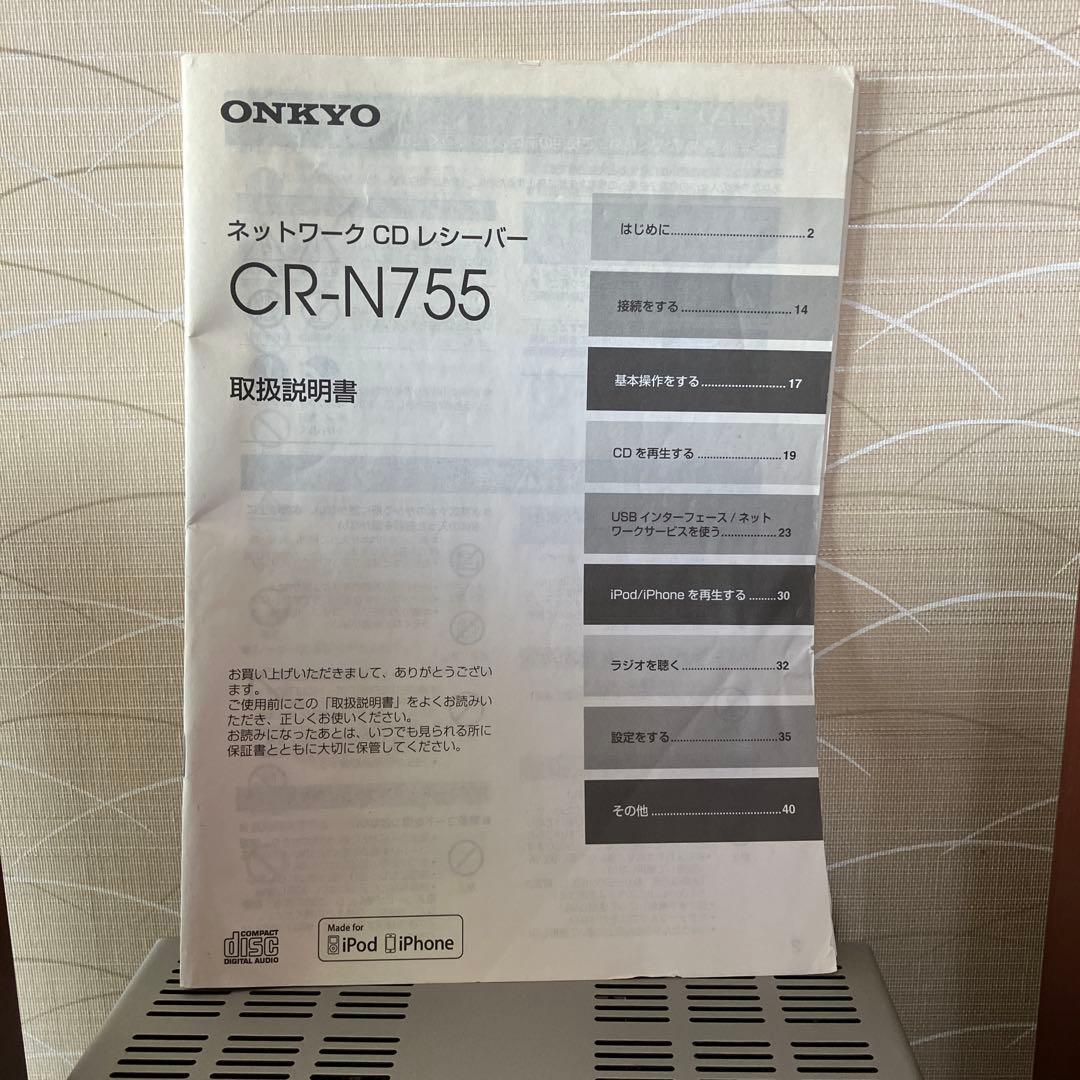 ONKYO
ネットワーク CD レシーバー
CR-N755
取扱説明書
はじめに..........................................2
接続をする..................................14
基本操作をする..........................17
CD を再生する ..........................19
USB インターフェース / ネット
ワークサービスを使う.................23
iPod/iPhone を再生する .........30
ラジオを聴く .............................32
設定をする..................................35
その他 .........................................40
お買い上げいただきまして、ありがとうござい
ます。
ご使用前にこの「取扱説明書」をよくお読みい
ただき、正しくお使いください。
お読みになったあとは、いつでも見られる所に
保証書とともに大切に保管してください。
COMPACT
disc
DIGITAL AUDIO
Made for
iPod iPhone